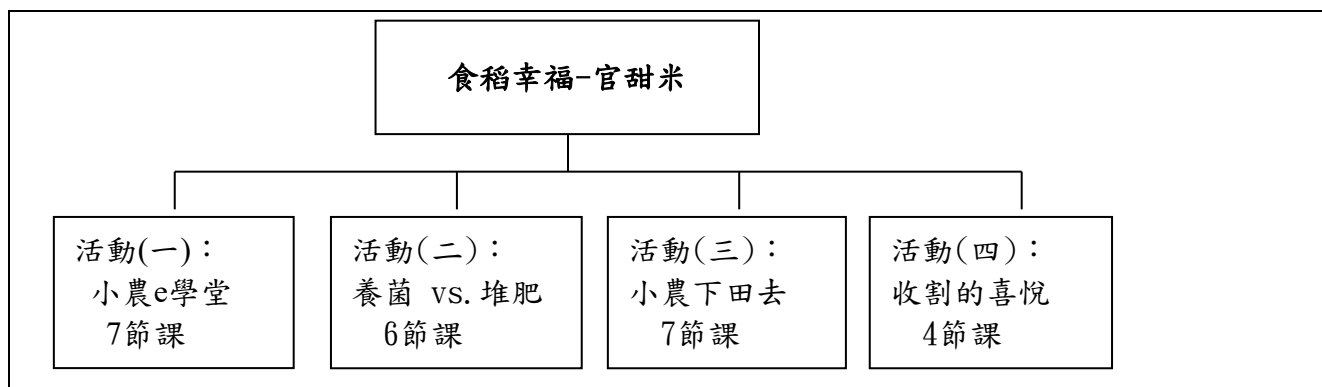 食稻幸福-官甜米
活動(一)：
小農e學堂
7節課
活動(二)：
養菌 vs.堆肥
6節課
活動(三)：
小農下田去
7節課
活動(四)：
收割的喜悅
4節課